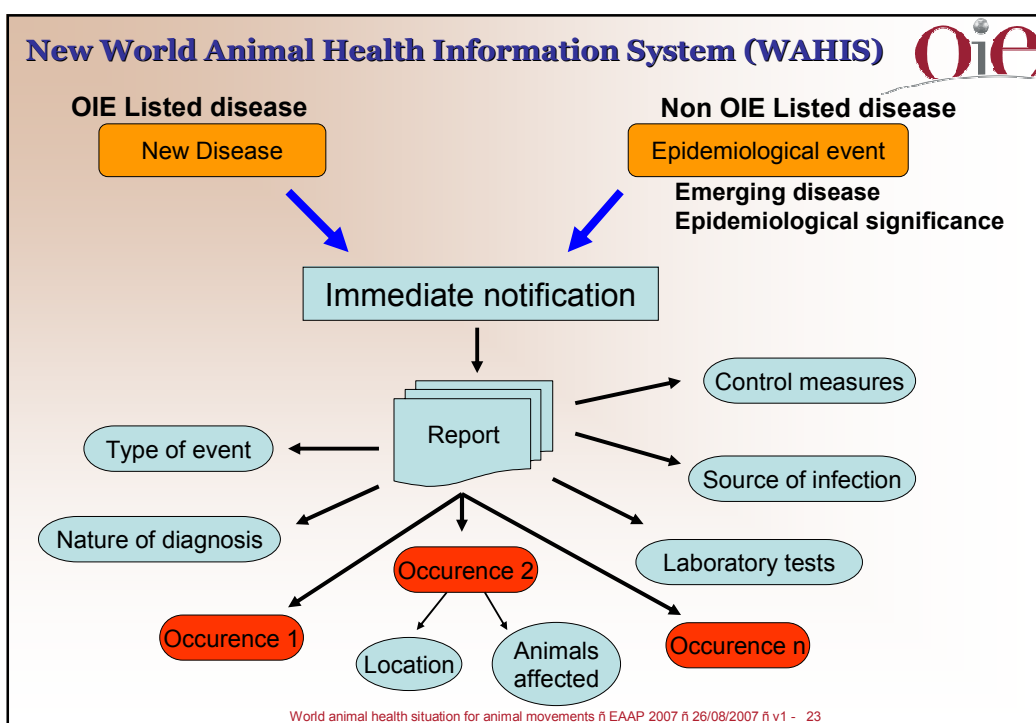 New World Animal Health Information System (WAHIS)
Oie
OIE Listed disease
New Disease
Non OIE Listed disease
Epidemiological event
Emerging disease
Epidemiological significance
Immediate notification
Report
Control measures
Type of event
Source of infection
Nature of diagnosis
Laboratory tests
Occurence 2
Occurence 1
Occurence n
Location
Animals
affected
World animal health situation for animal movements ñ EAAP 2007 ñ 26/08/2007 ñ v1 - 23